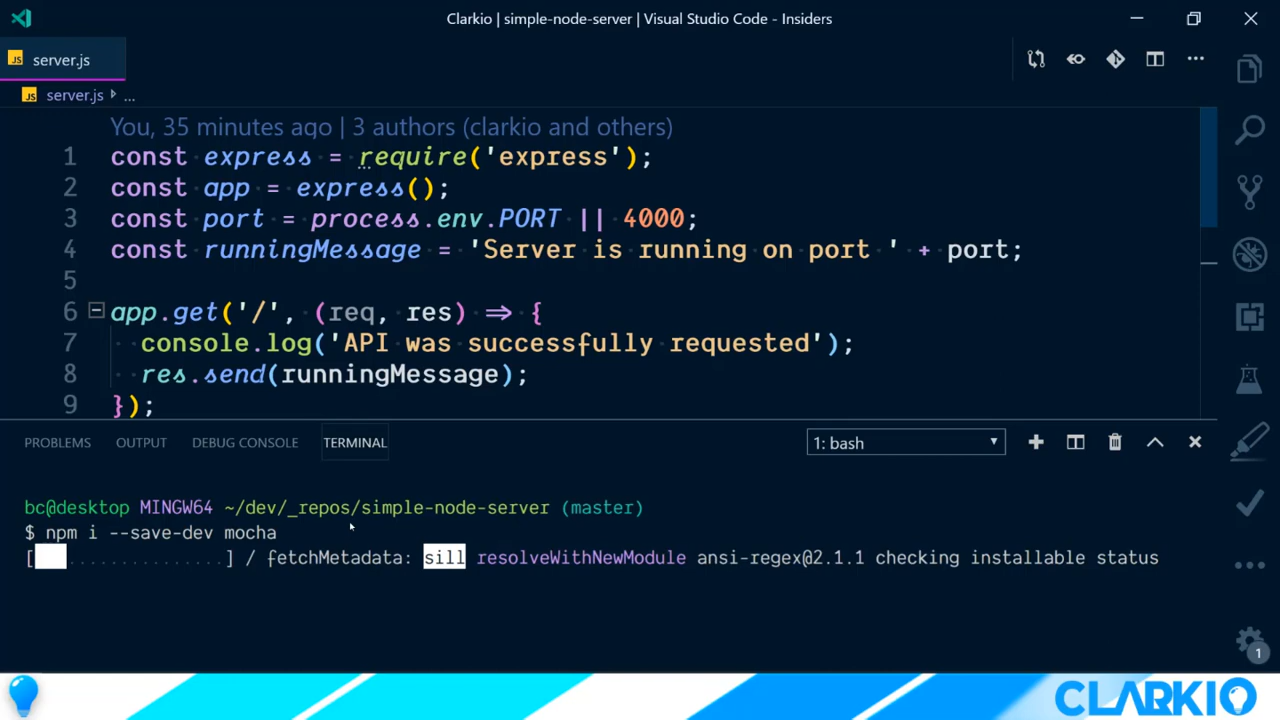 Clarkio | simple-node-server | Visual Studio Code - Insiders
JS server.js
JS server.js ...
You, 35 minutes ago | 3 authors (clarkio and others)
1 const express = require('express');
2 const app = express();
3 const port = process.env.PORT || 4000;
4 const runningMessage = 'Server is running on port ' + port;
5
6 app.get('/', (req, res) => {
7 console.log('API was successfully requested');
8 res.send(runningMessage);
9 });
PROBLEMS OUTPUT DEBUG CONSOLE TERMINAL 1: bash
bc@desktop MINGW64 ~/dev/_repos/simple-node-server (master)
$ npm i --save-dev mocha
[ ...............] / fetchMetadata: sill resolveWithNewModule ansi-regex@2.1.1 checking installable status
1
CLARKIO